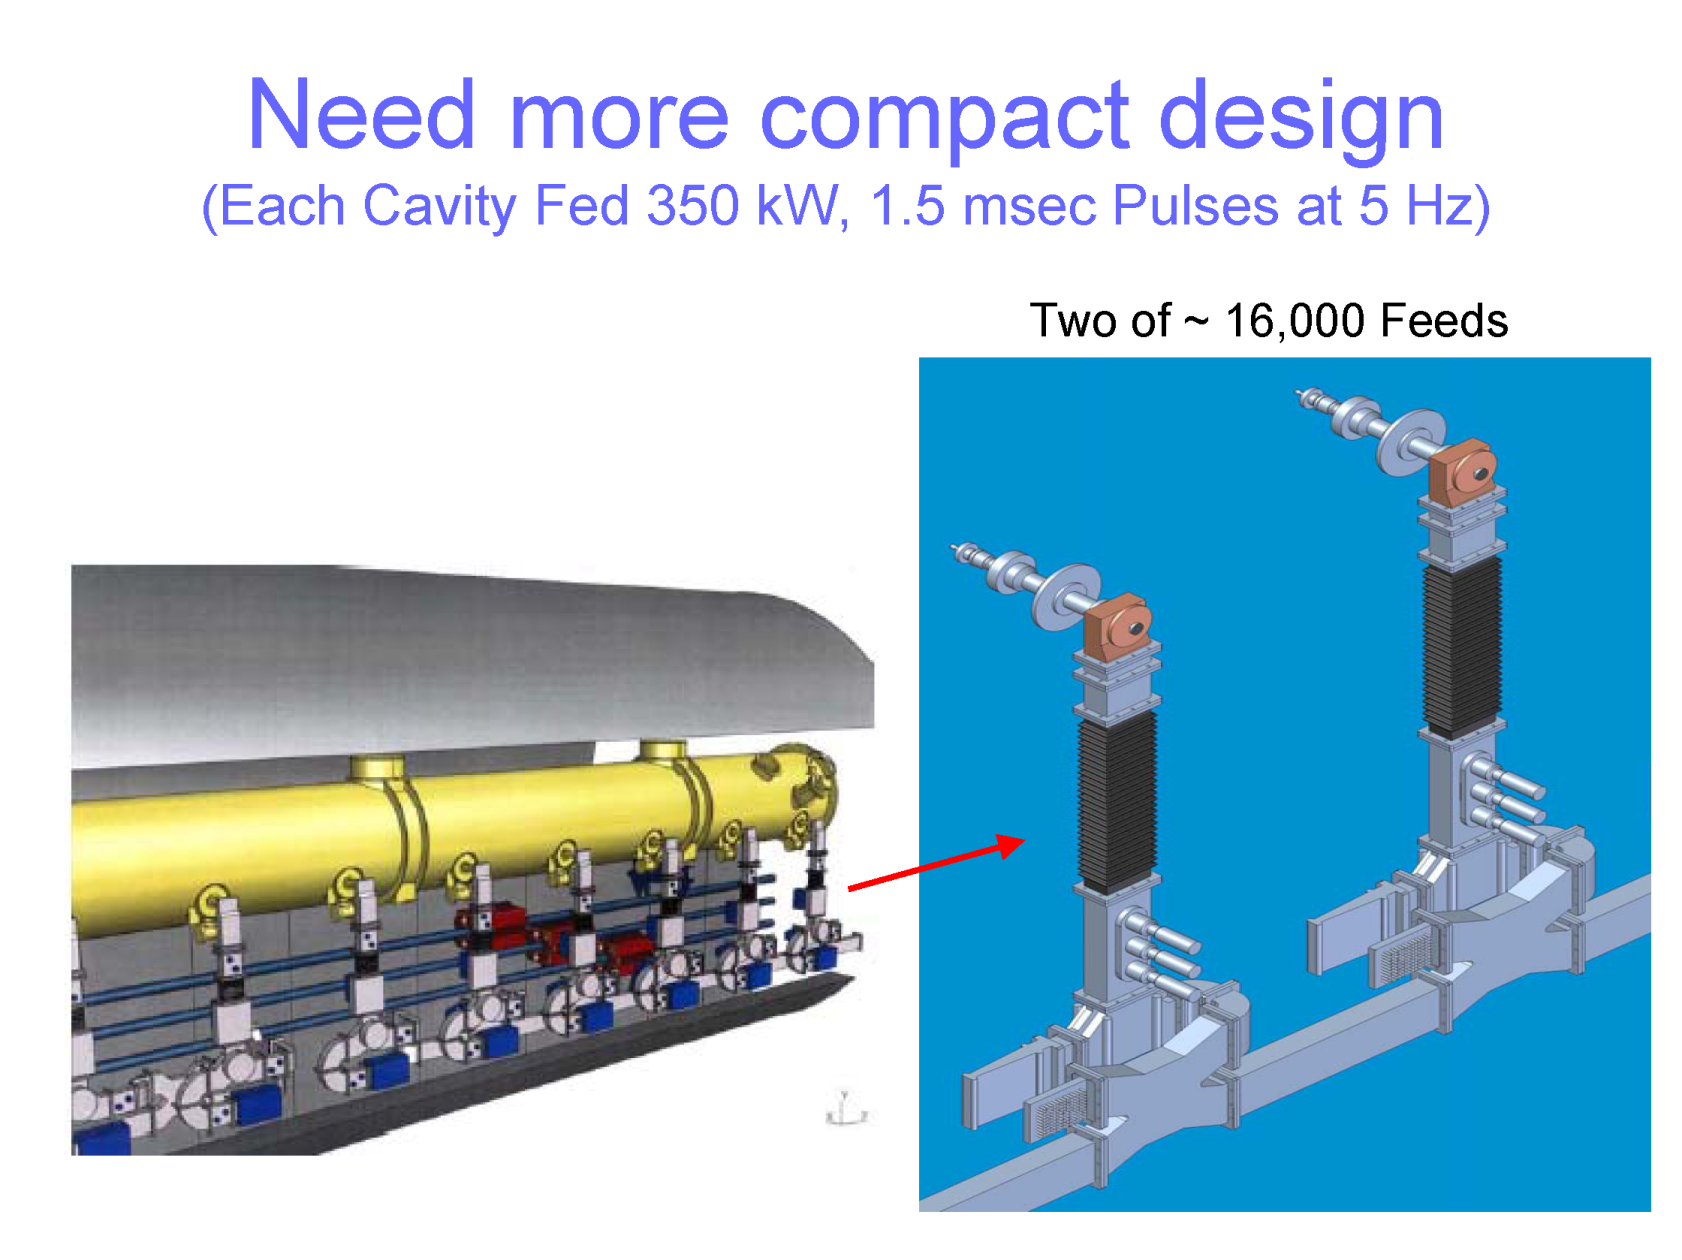 Need more compact design
(Each Cavity Fed 350 kW, 1.5 msec Pulses at 5 Hz)
Two of ~ 16,000 Feeds